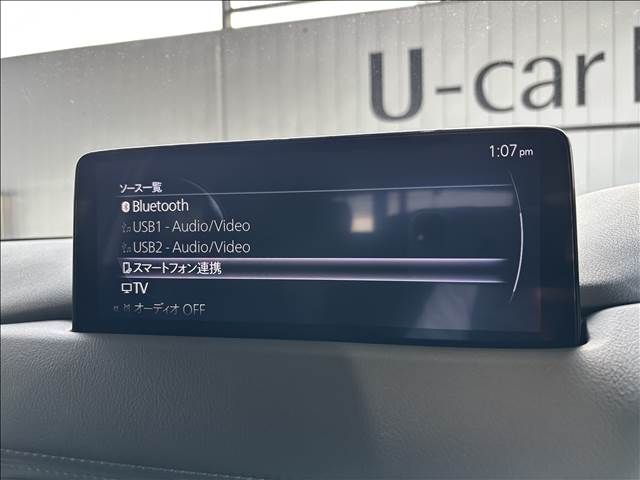 U-car
1:07 pm
ソース一覧
Bluetooth
USB1 - Audio/Video
USB2 - Audio/Video
スマートフォン連携
TV
オーディオ OFF